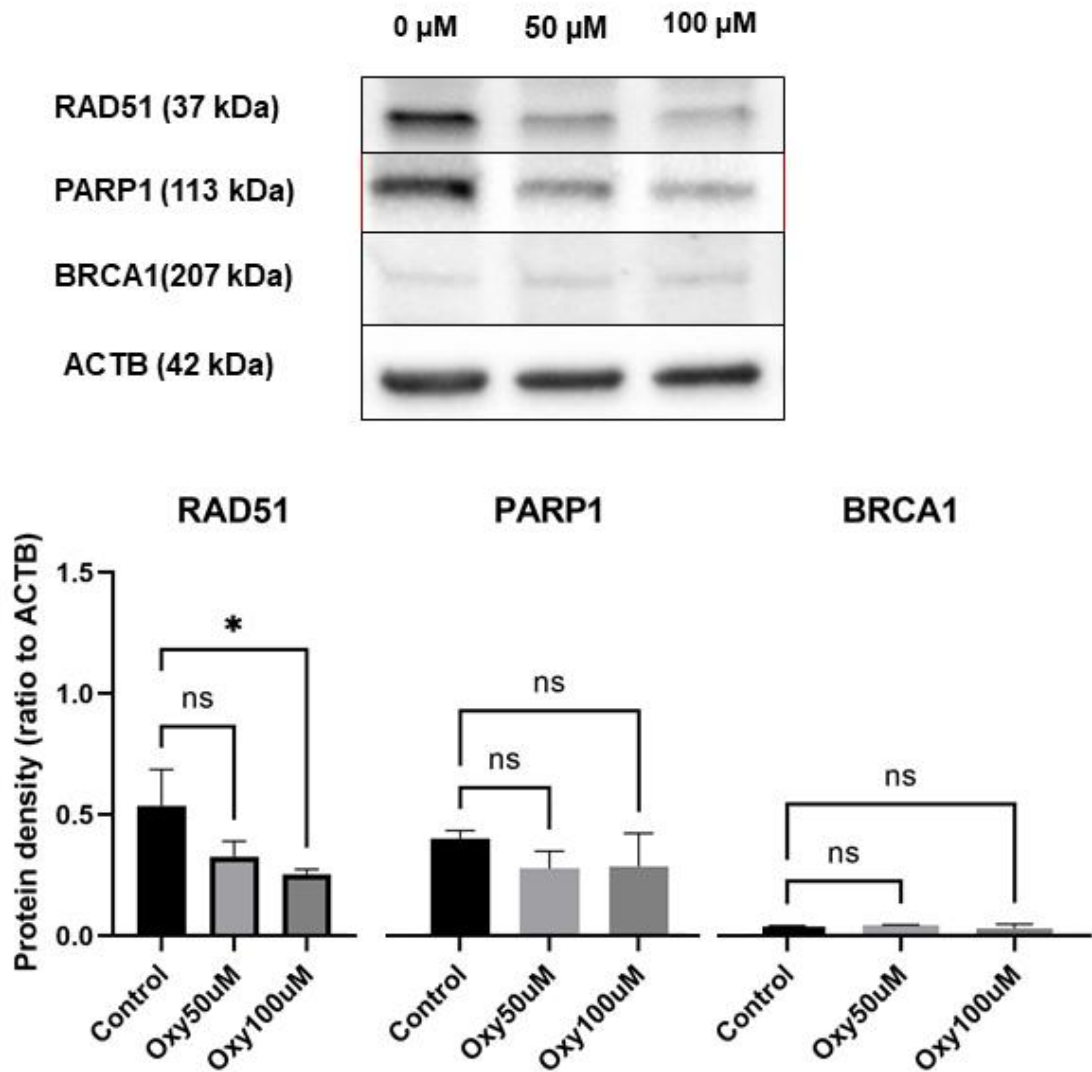 0 µM 50 µM 100 µM
RAD51 (37 kDa)
PARP1 (113 kDa)
BRCA1(207 kDa)
ACTB (42 kDa)
RAD51 PARP1 BRCA1
Protein density (ratio to ACTB)
1.5
1.0
0.5
0.0
*
ns
ns
ns
ns
ns
Control Oxy50uM Oxy100uM
Control Oxy50uM Oxy100uM
Control Oxy50uM Oxy100uM